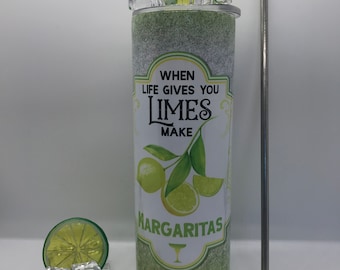 WHEN
LIFE GIVES YOU
LIMES
MAKE
MARGARITAS